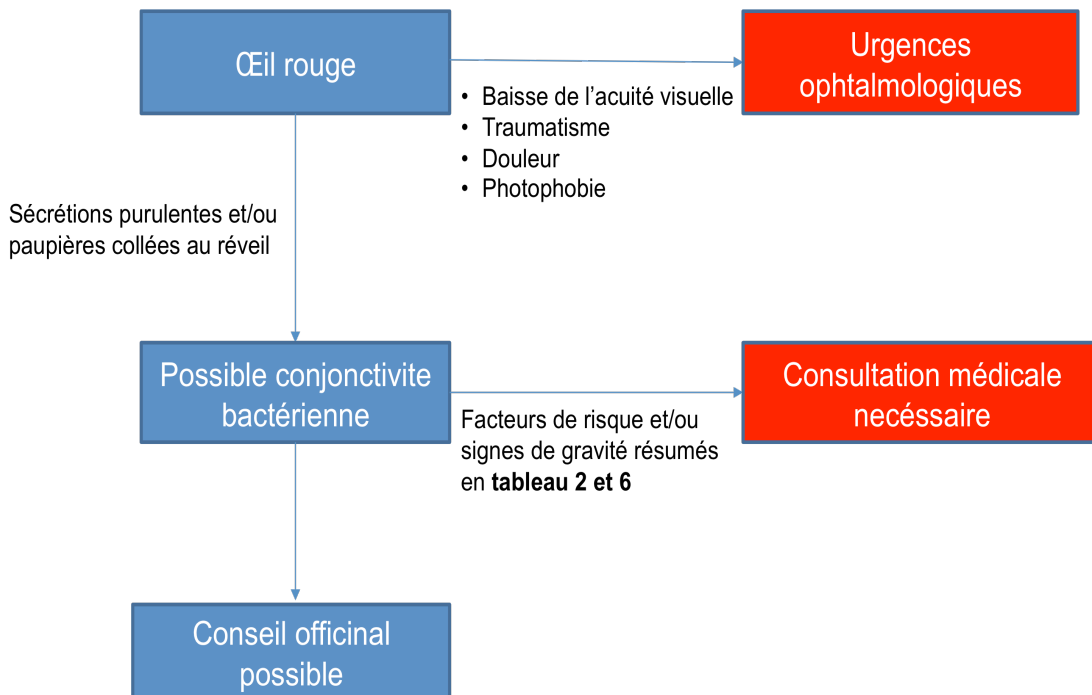 Œil rouge
Urgences
ophtalmologiques
• Baisse de l'acuité visuelle
• Traumatisme
• Douleur
• Photophobie
Sécrétions purulentes et/ou
paupières collées au réveil
Possible conjonctivite
bactérienne
Consultation médicale
necéssaire
Facteurs de risque et/ou
signes de gravité résumés
en tableau 2 et 6
Conseil officinal
possible